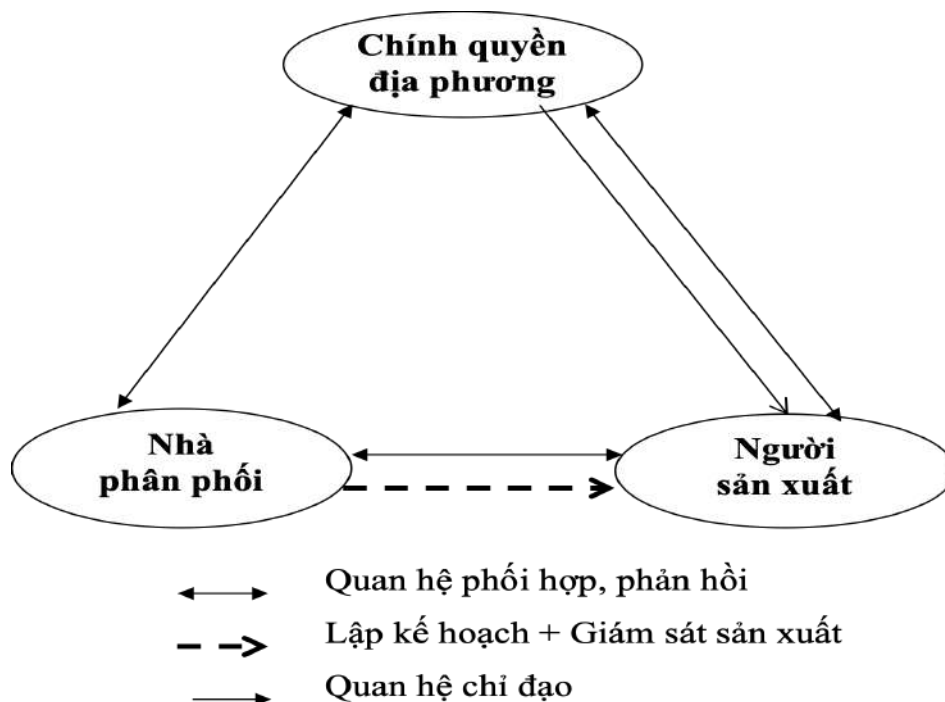 Chính quyền
địa phương
Nhà
phân phối
Người
sản xuất
Quan hệ phối hợp, phản hồi
Lập kế hoạch + Giám sát sản xuất
Quan hệ chỉ đạo